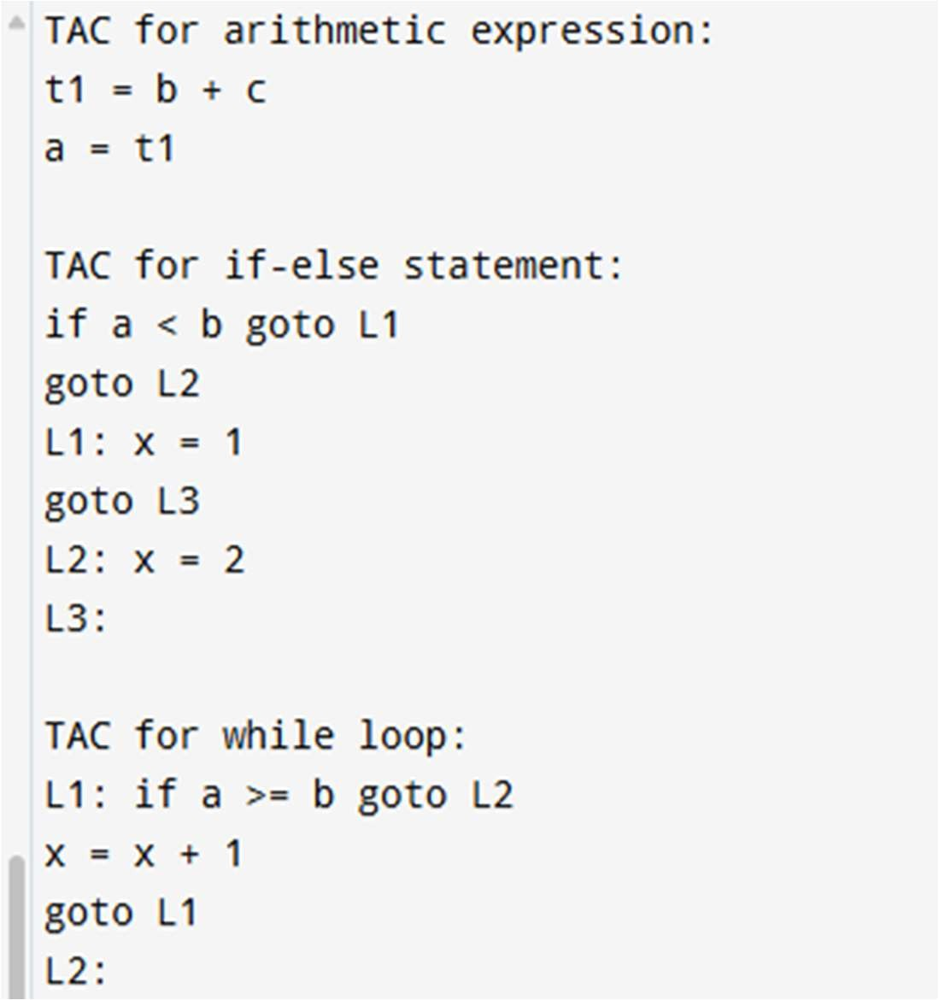 TAC for arithmetic expression:
t1 = b + c
a = t1
TAC for if-else statement:
if a < b goto L1
goto L2
L1: x = 1
goto L3
L2: x = 2
L3:
TAC for while loop:
L1: if a >= b goto L2
x = x + 1
goto L1
L2: